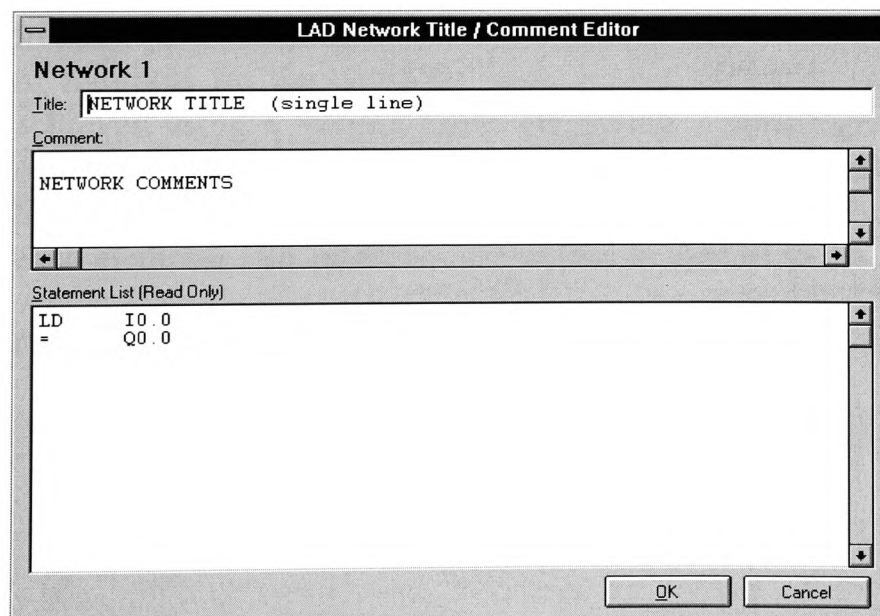 LAD Network Title / Comment Editor
Network 1
Title: NETWORK TITLE (single line)
Comment:
NETWORK COMMENTS
Statement List (Read Only)
LD I0.0
= Q0.0
OK Cancel